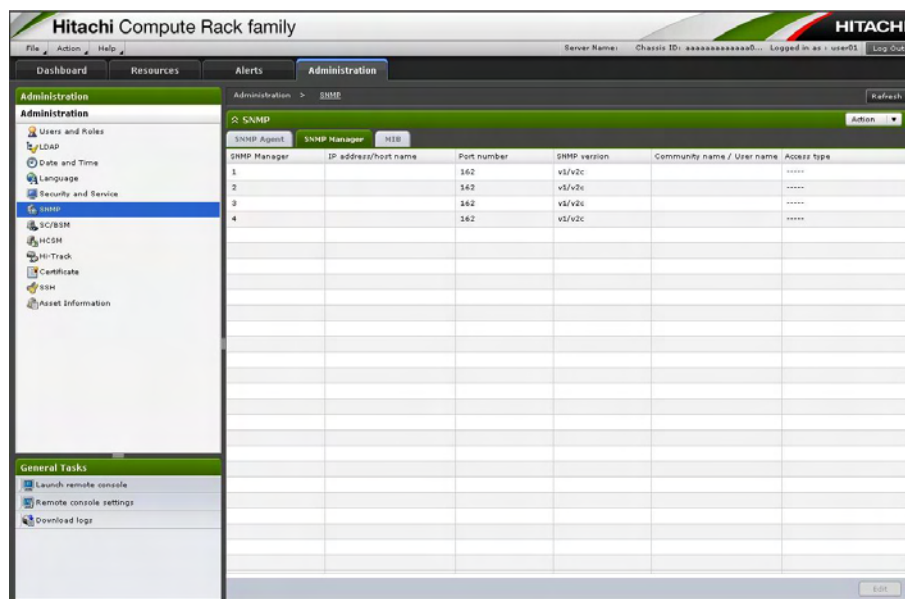 Hitachi Compute Rack family
HITACHI
File Action Help
Server Name: Chassis ID: aaaaaaaaaaaaa0... Logged in as : user01 Log Out
Dashboard Resources Alerts Administration
Administration
Administration > SNMP
Refresh
Administration
Users and Roles
LDAP
Date and Time
Language
Security and Service
SNMP
SC/BSM
HCSM
Hi-Track
Certificate
SSH
Asset Information
SNMP
Action
SNMP Agent SNMP Manager MIB
SNMP Manager IP address/host name Port number SNMP version Community name / User name Access type
1 162 v1/v2c -----
2 162 v1/v2c -----
3 162 v1/v2c -----
4 162 v1/v2c -----
General Tasks
Launch remote console
Remote console settings
Download logs
Edit